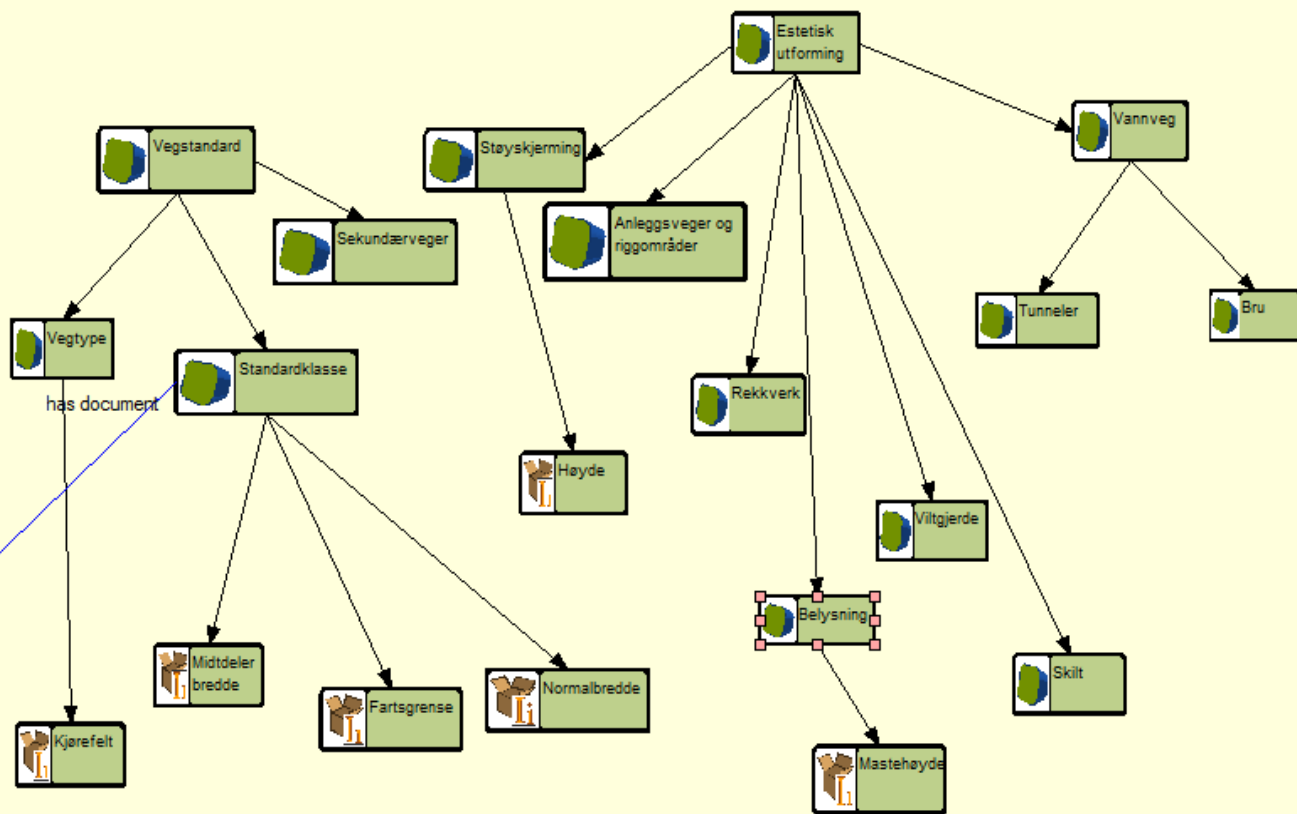 Estetisk
utforming
Vegstandard
Støyskjerming
Vannveg
Sekundærveger
Anleggsveger og
riggområder
Tunneler
Bru
Vegtype
Standardklasse
has document
Rekkverk
Høyde
Viltgjerde
Belysning
Midtdeler
bredde
Fartsgrense
Normalbredde
Skilt
Kjørefelt
Mastehøyde